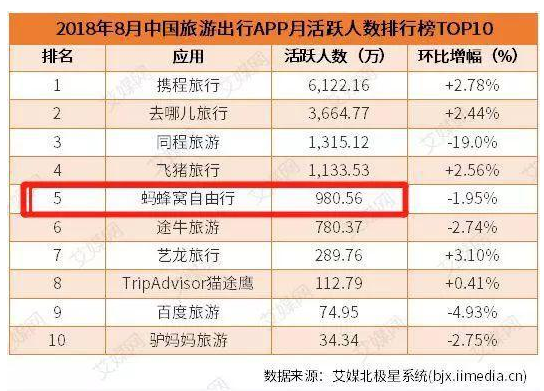 2018年8月中国旅游出行APP月活跃人数排行榜TOP10
排名 应用 活跃人数（万） 环比增幅（%）
1 携程旅行 6,122.16 +2.78%
2 去哪儿旅行 3,664.77 +2.44%
3 同程旅游 1,315.12 -19.0%
4 飞猪旅行 1,133.53 +2.56%
5 蚂蜂窝自由行 980.56 -1.95%
6 途牛旅游 780.37 -2.74%
7 艺龙旅行 289.76 +3.10%
8 TripAdvisor猫途鹰 112.79 +0.41%
9 百度旅游 74.95 -4.93%
10 驴妈妈旅游 34.34 -2.75%
数据来源：艾媒北极星系统(bjx.iimedia.cn)